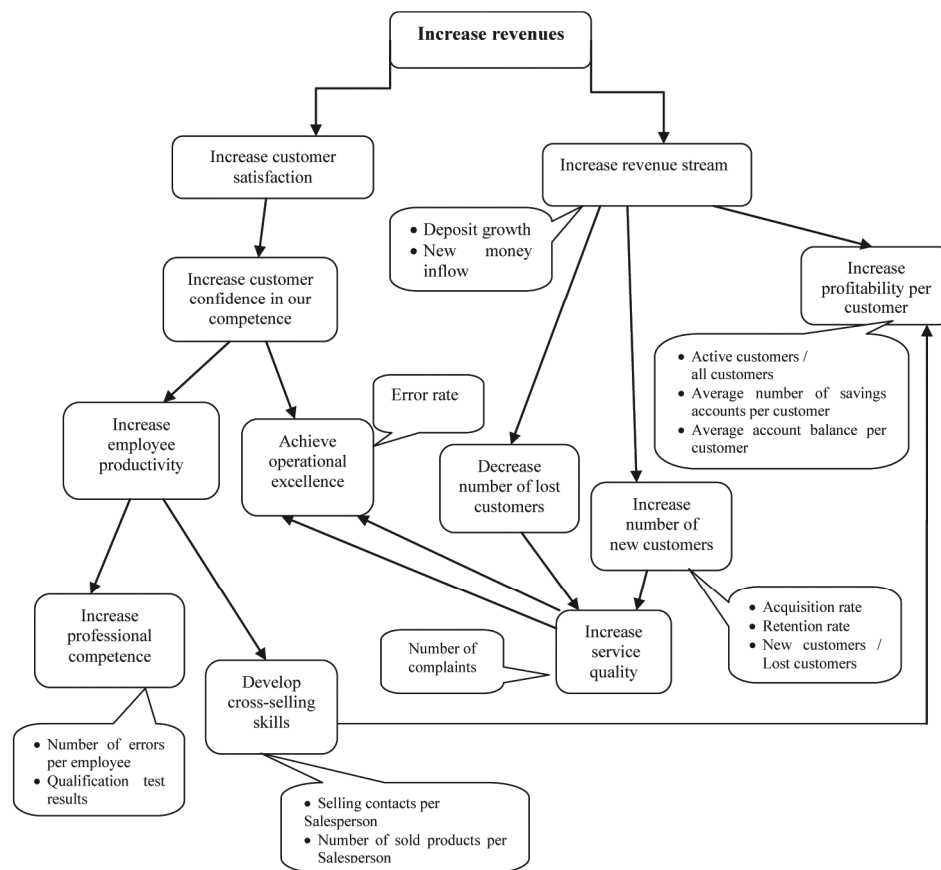 Increase revenues
Increase customer
satisfaction
Increase revenue stream
• Deposit growth
• New money
inflow
Increase customer
confidence in our
competence
Increase
profitability per
customer
• Active customers /
all customers
• Average number of savings
accounts per customer
• Average account balance per
customer
Error rate
Increase
employee
productivity
Achieve
operational
excellence
Decrease
number of lost
customers
Increase
number of
new customers
Increase
professional
competence
Number of
complaints
Increase
service
quality
• Acquisition rate
• Retention rate
• New customers /
Lost customers
Develop
cross-selling
skills
• Number of errors
per employee
• Qualification test
results
• Selling contacts per
Salesperson
• Number of sold products per
Salesperson